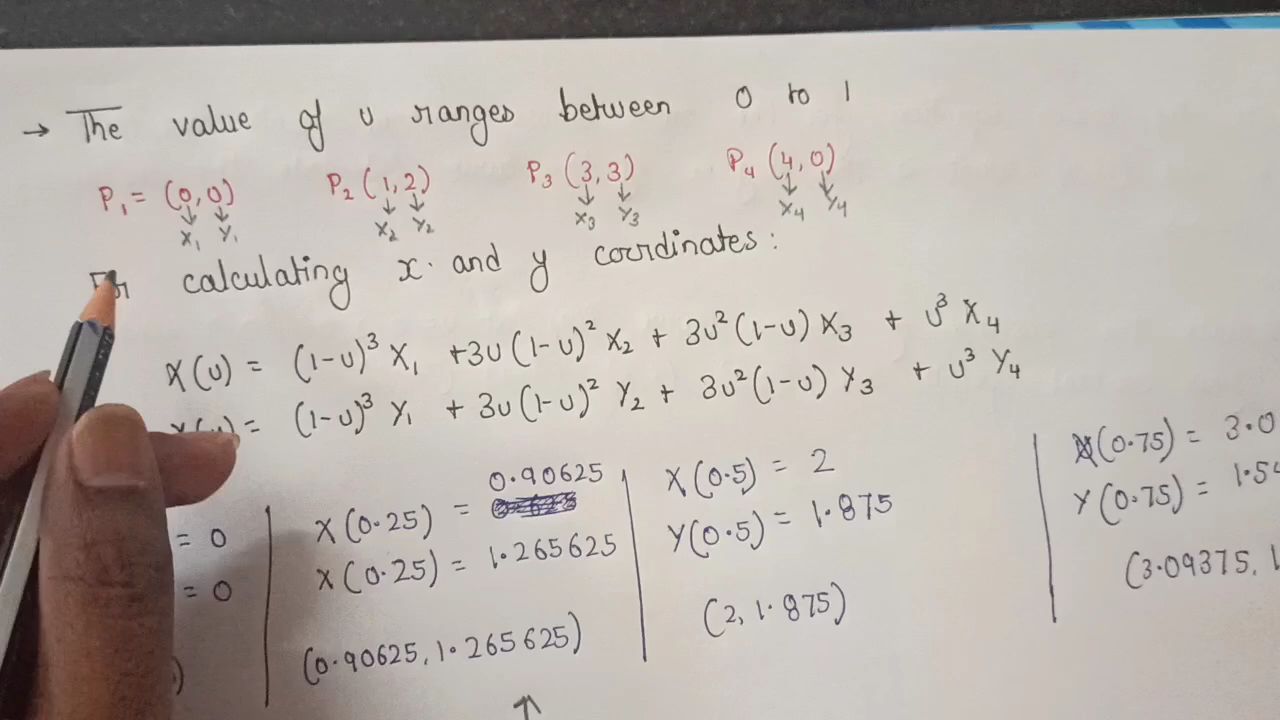 → The value of u ranges between 0 to 1
P₁ = (0,0) P₂ (1,2) P₃ (3,3) P₄ (4,0)
X₁ Y₁ X₂ Y₂ X₃ Y₃ X₄ Y₄
calculating x and y coordinates:
X(u) = (1-u)³ X₁ +3u(1-u)² X₂ + 3u²(1-u) X₃ + u³ X₄
= (1-u)³ Y₁ + 3u(1-u)² Y₂ + 3u²(1-u) Y₃ + u³ Y₄
= 0
= 0
X(0.25) = 0.90625
X(0.25) = 1.265625
(0.90625, 1.265625)
X(0.5) = 2
Y(0.5) = 1.875
(2, 1.875)
X(0.75) = 3.0
Y(0.75) = 1.54
(3.09375, 1